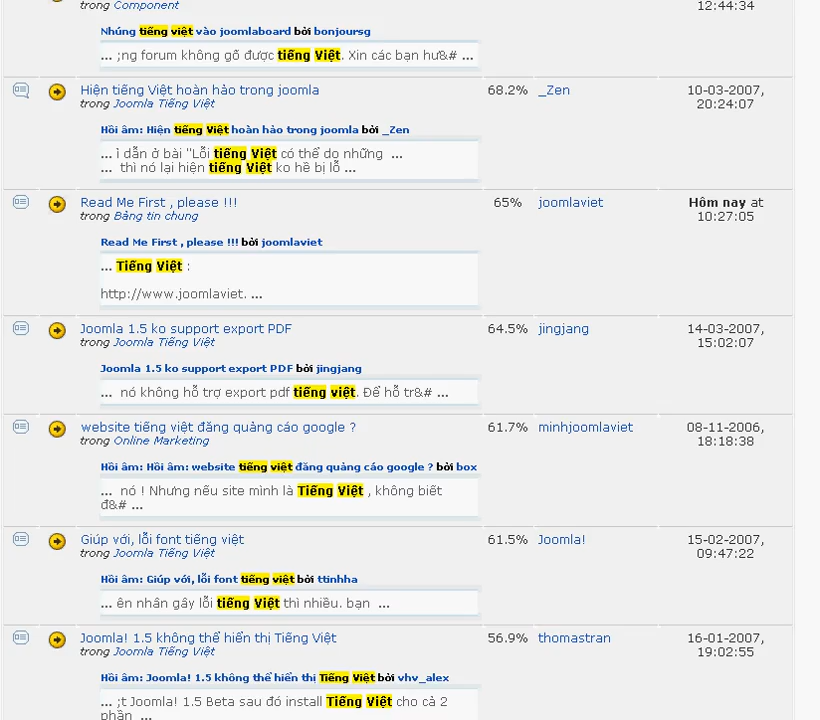 trong Component
12:44:34
Nhúng tiếng việt vào joomlaboard bởi bonjoursg
... ;ng forum không gõ được tiếng Việt. Xin các bạn hư&# ...
Hiện tiếng Việt hoàn hảo trong joomla 68.2% _Zen 10-03-2007,
trong Joomla Tiếng Việt 20:24:07
Hồi âm: Hiện tiếng Việt hoàn hảo trong joomla bởi _Zen
... ỉ dẫn ở bài "Lỗi tiếng Việt có thể do những ...
... thì nó lại hiện tiếng Việt ko hề bị lỗ ...
Read Me First , please !!! 65% joomlaviet Hôm nay at
trong Bảng tin chung 10:27:05
Read Me First , please !!! bởi joomlaviet
... Tiếng Việt :
http://www.joomlaviet. ...
Joomla 1.5 ko support export PDF 64.5% jingjang 14-03-2007,
trong Joomla Tiếng Việt 15:02:07
Joomla 1.5 ko support export PDF bởi jingjang
... nó không hỗ trợ export pdf tiếng việt. Để hỗ tr&# ...
website tiếng việt đăng quảng cáo google ? 61.7% minhjoomlaviet 08-11-2006,
trong Online Marketing 18:18:38
Hồi âm: Hồi âm: website tiếng việt đăng quảng cáo google ? bởi box
... nó ! Nhưng nếu site mình là Tiếng Việt , không biết
đ&# ...
Giúp với, lỗi font tiếng việt 61.5% Joomla! 15-02-2007,
trong Joomla Tiếng Việt 09:47:22
Hồi âm: Giúp với, lỗi font tiếng việt bởi ttinhha
... ên nhân gây lỗi tiếng Việt thì nhiều. bạn ...
Joomla! 1.5 không thể hiển thị Tiếng Việt 56.9% thomastran 16-01-2007,
trong Joomla Tiếng Việt 19:02:55
Hồi âm: Joomla! 1.5 không thể hiển thị Tiếng Việt bởi vhv_alex
... ;t Joomla! 1.5 Beta sau đó install Tiếng Việt cho cả 2
phần ...